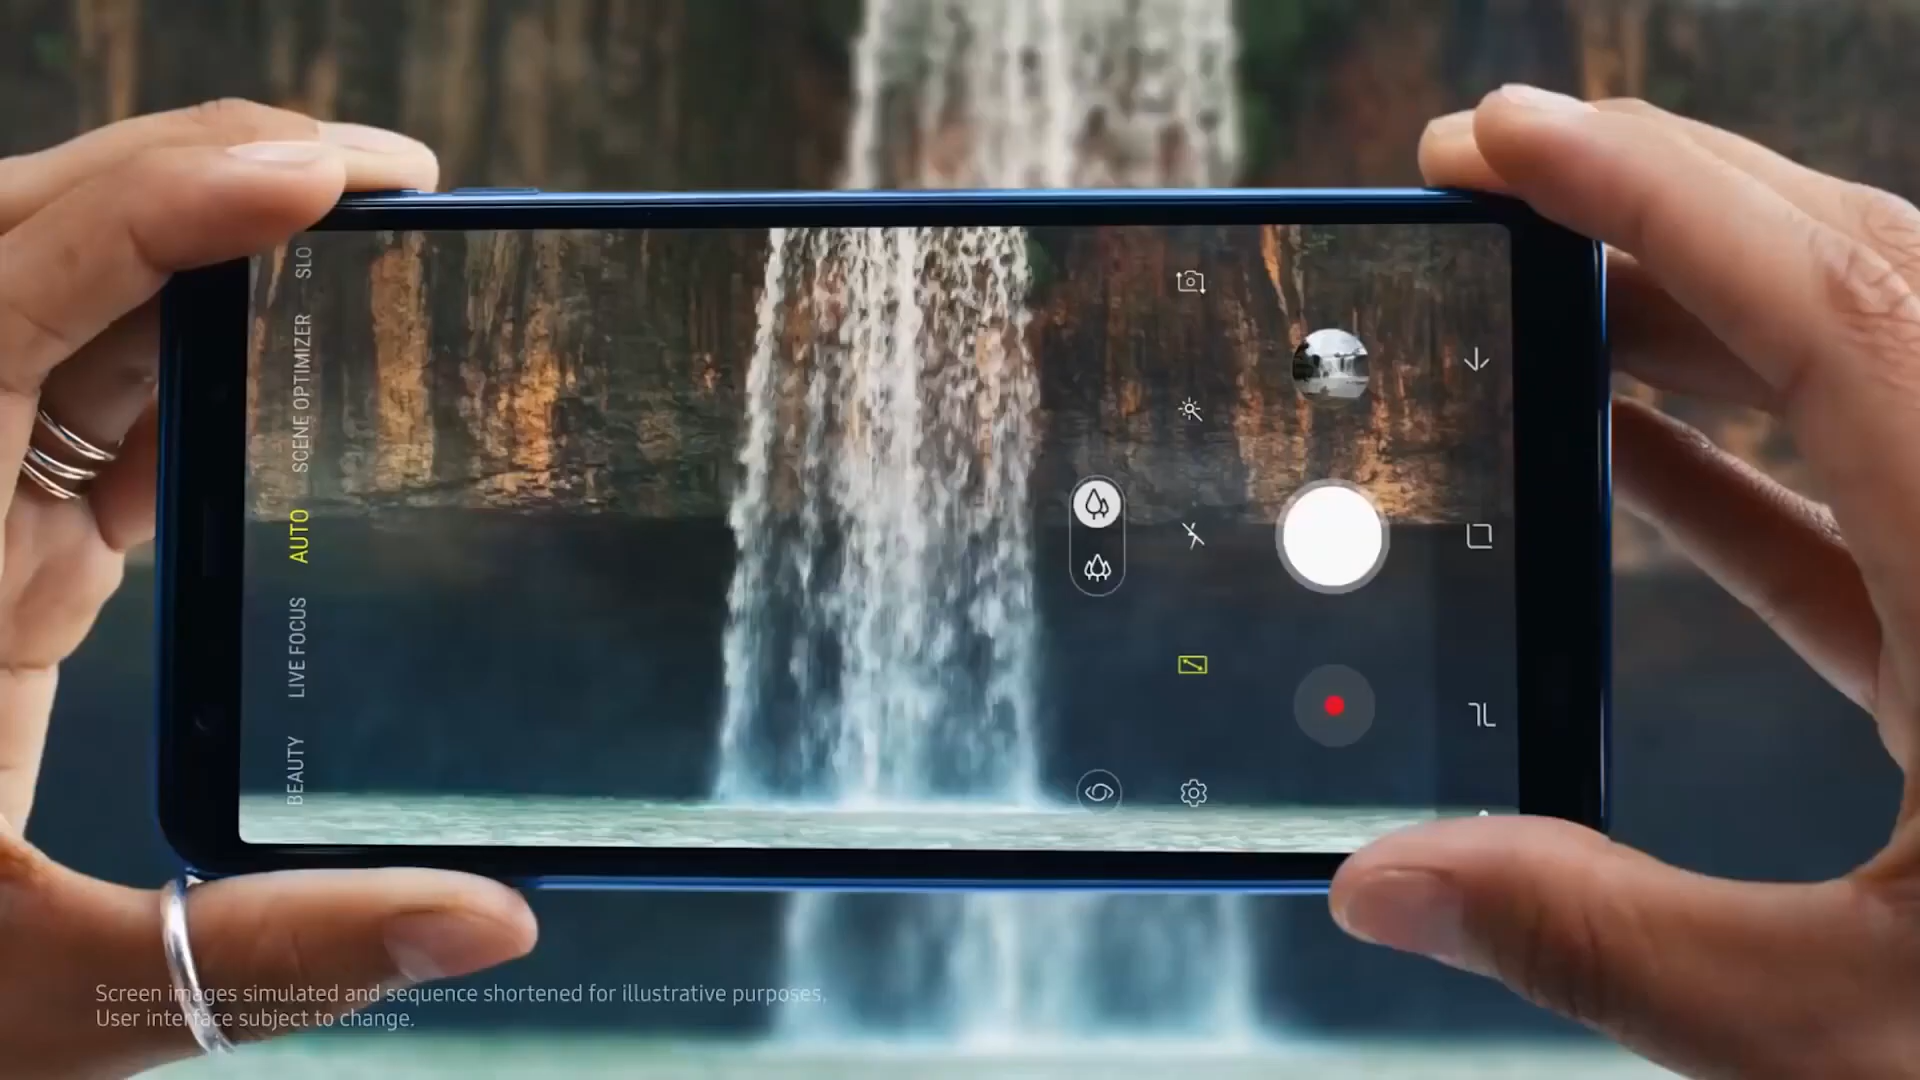 SLO
SCENE OPTIMIZER
AUTO
LIVE FOCUS
BEAUTY
Screen images simulated and sequence shortened for illustrative purposes.
User interface subject to change.